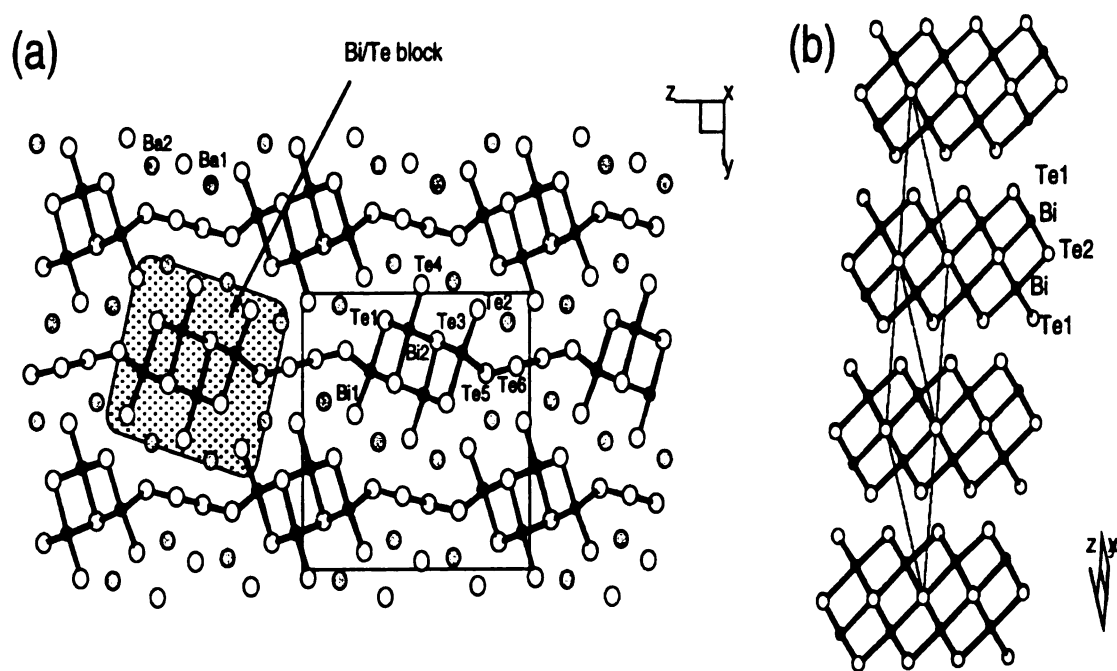 (a)
Bi/Te block
z x
y
Ba2
Ba1
Te4
Te2
Te1
Te3
Bi2
Bi1
Te5
Te6
(b)
Te1
Bi
Te2
Bi
Te1
z